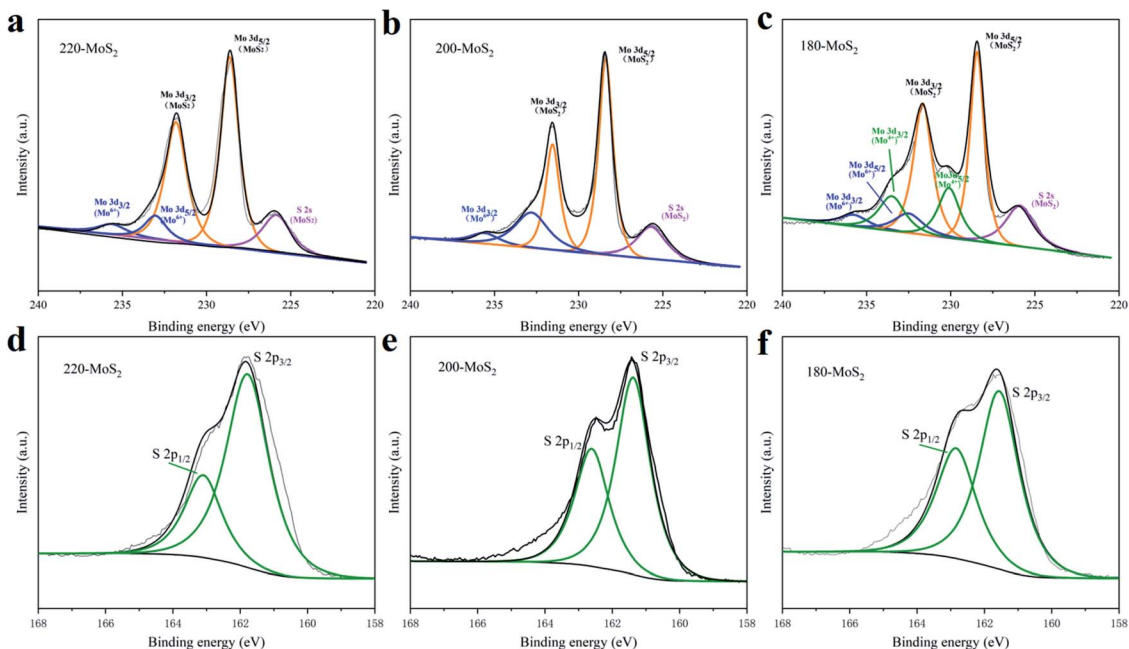 a
220-MoS₂
Mo 3d₅/₂
(MoS₂)
Mo 3d₃/₂
(MoS₂)
Mo 3d₃/₂
(Mo⁶⁺)
Mo 3d₅/₂
(Mo⁶⁺)
S 2s
(MoS₂)
Intensity (a.u.)
240 235 230 225 220
Binding energy (eV)
b
200-MoS₂
Mo 3d₅/₂
(MoS₂)
Mo 3d₃/₂
(MoS₂)
Mo 3d₃/₂
S 2s
(MoS₂)
Intensity (a.u.)
240 235 230 225 220
Binding energy (eV)
c
180-MoS₂
Mo 3d₅/₂
(MoS₂)
Mo 3d₃/₂
(MoS₂)
Mo 3d₃/₂
(Mo⁴⁺)
Mo 3d₅/₂
(Mo⁶⁺)
Mo 3d₃/₂
(Mo⁶⁺)
Mo3d₅/₂
(Mo⁴⁺)
S 2s
(MoS₂)
Intensity (a.u.)
240 235 230 225 220
Binding energy (eV)
d
220-MoS₂
S 2p₃/₂
S 2p₁/₂
Intensity (a.u.)
168 166 164 162 160 158
Binding energy (eV)
e
200-MoS₂
S 2p₃/₂
S 2p₁/₂
Intensity (a.u.)
168 166 164 162 160 158
Binding energy (eV)
f
180-MoS₂
S 2p₃/₂
S 2p₁/₂
Intensity (a.u.)
168 166 164 162 160 158
Binding energy (eV)